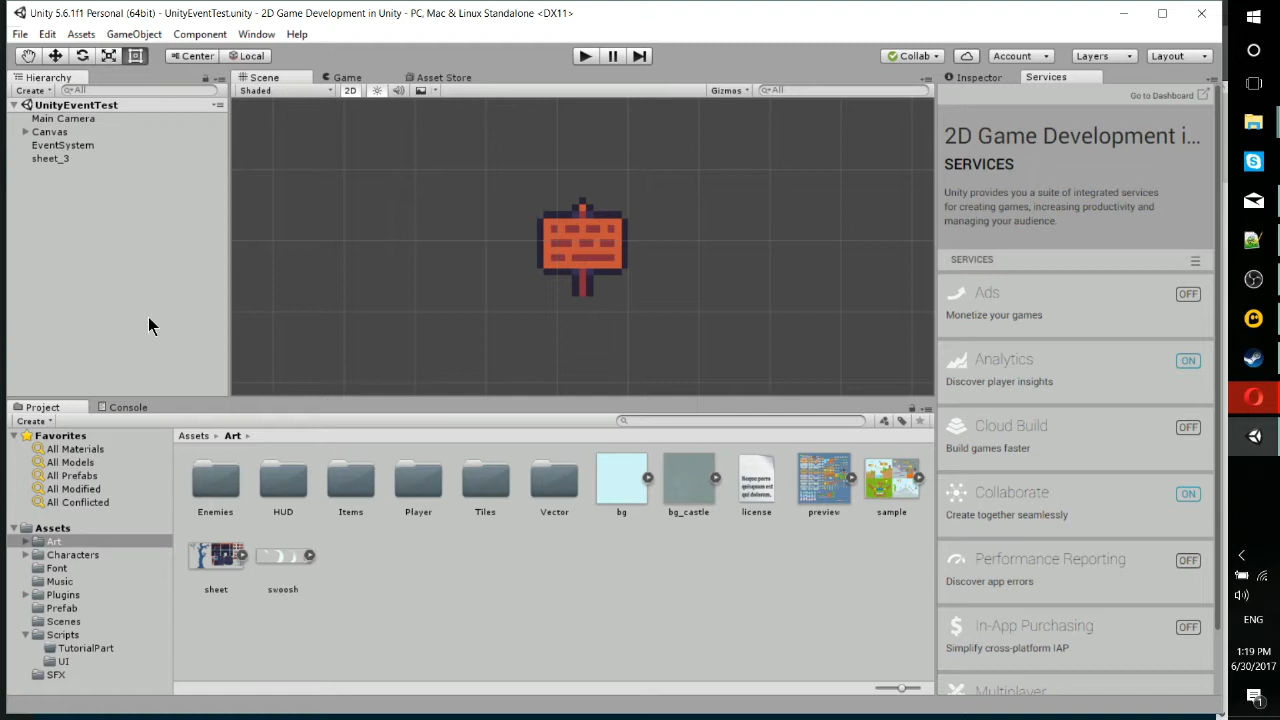 Unity 5.6.1f1 Personal (64bit) - UnityEventTest.unity - 2D Game Development in Unity - PC, Mac & Linux Standalone <DX11>
File Edit Assets GameObject Component Window Help
Center Local Collab Account Layers Layout
Hierarchy Scene Game Asset Store Inspector Services
Create All Shaded 2D Gizmos All Go to Dashboard
UnityEventTest
Main Camera
Canvas
EventSystem
sheet_3
2D Game Development i...
SERVICES
Unity provides you a suite of integrated services
for creating games, increasing productivity and
managing your audience.
SERVICES
Ads OFF
Monetize your games
Analytics ON
Discover player insights
Cloud Build OFF
Build games faster
Collaborate ON
Create together seamlessly
Performance Reporting OFF
Discover app errors
In-App Purchasing OFF
Simplify cross-platform IAP
Multiplayer
Project Console
Create
Favorites
All Materials
All Models
All Prefabs
All Modified
All Conflicted
Assets
Art
Characters
Font
Music
Plugins
Prefab
Scenes
Scripts
TutorialPart
UI
SFX
Assets Art
Enemies HUD Items Player Tiles Vector bg bg_castle license preview sample
sheet swoosh
ENG
1:19 PM
6/30/2017
1